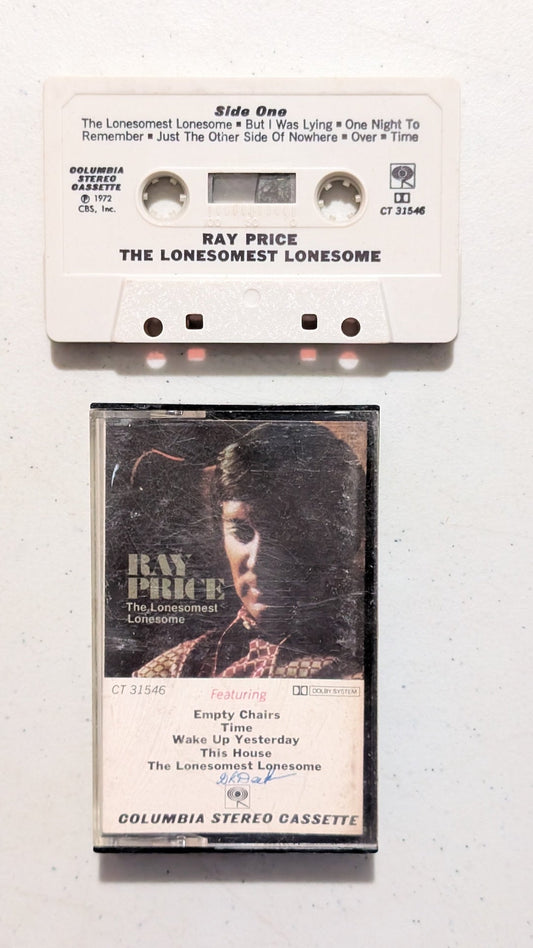 Side One
The Lonesomest Lonesome ▪ But I Was Lying ▪ One Night To
Remember ▪ Just The Other Side Of Nowhere ▪ Over ▪ Time
COLUMBIA
STEREO
CASSETTE
℗ 1972
CBS, Inc.
CT 31546
RAY PRICE
THE LONESOMEST LONESOME
RAY
PRICE
The Lonesomest
Lonesome
CT 31546
Featuring
DOLBY SYSTEM
Empty Chairs
Time
Wake Up Yesterday
This House
The Lonesomest Lonesome
COLUMBIA STEREO CASSETTE